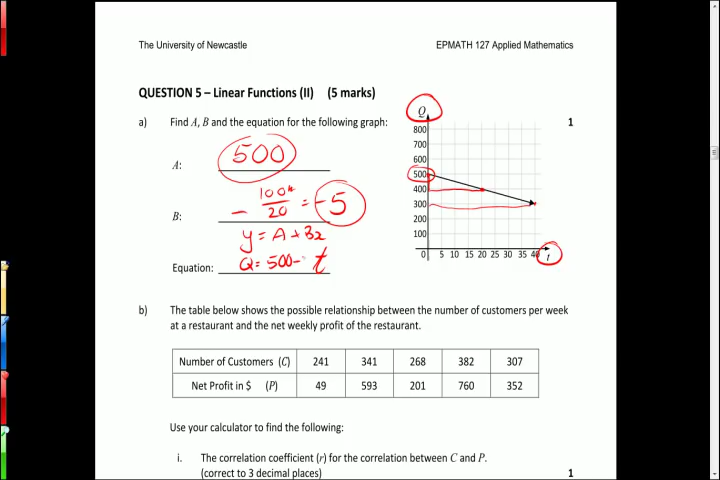 The University of Newcastle
EPMATH 127 Applied Mathematics
QUESTION 5 – Linear Functions (II) (5 marks)
a) Find A, B and the equation for the following graph:
1
A: 500
B: - 100/20 = -5
y = A + Bx
Equation: Q = 500- t
Q
800
700
600
500
400
300
200
100
0 5 10 15 20 25 30 35 40 t
b) The table below shows the possible relationship between the number of customers per week
at a restaurant and the net weekly profit of the restaurant.
Number of Customers (C) 241 341 268 382 307
Net Profit in $ (P) 49 593 201 760 352
Use your calculator to find the following:
i. The correlation coefficient (r) for the correlation between C and P.
(correct to 3 decimal places)
1